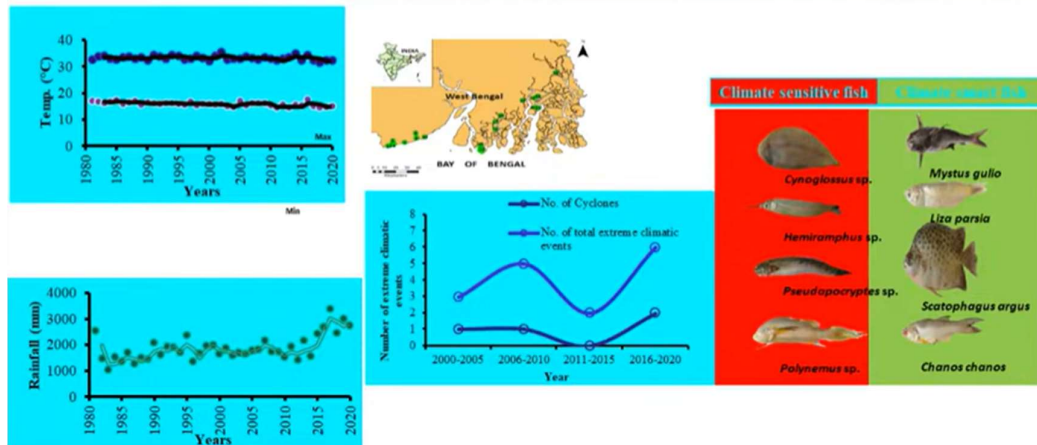 40
30
20
10
0
Temp. (°C)
1980
1985
1990
1995
2000
2005
2010
2015
2020
Years
Max
Min
INDIA
West Bengal
BAY OF BENGAL
4000
3000
2000
1000
0
Rainfall (mm)
1980
1985
1990
1995
2000
2005
2010
2015
2020
Years
8
7
6
5
4
3
2
1
0
Number of extreme climatic
events
No. of Cyclones
No. of total extreme climatic
events
2000-2005
2006-2010
2011-2015
2016-2020
Year
Climate sensitive fish
Cynoglossus sp.
Hemiramphus sp.
Pseudapocryptes sp.
Polynemus sp.
Climate smart fish
Mystus gulio
Liza parsia
Scatophagus argus
Chanos chanos